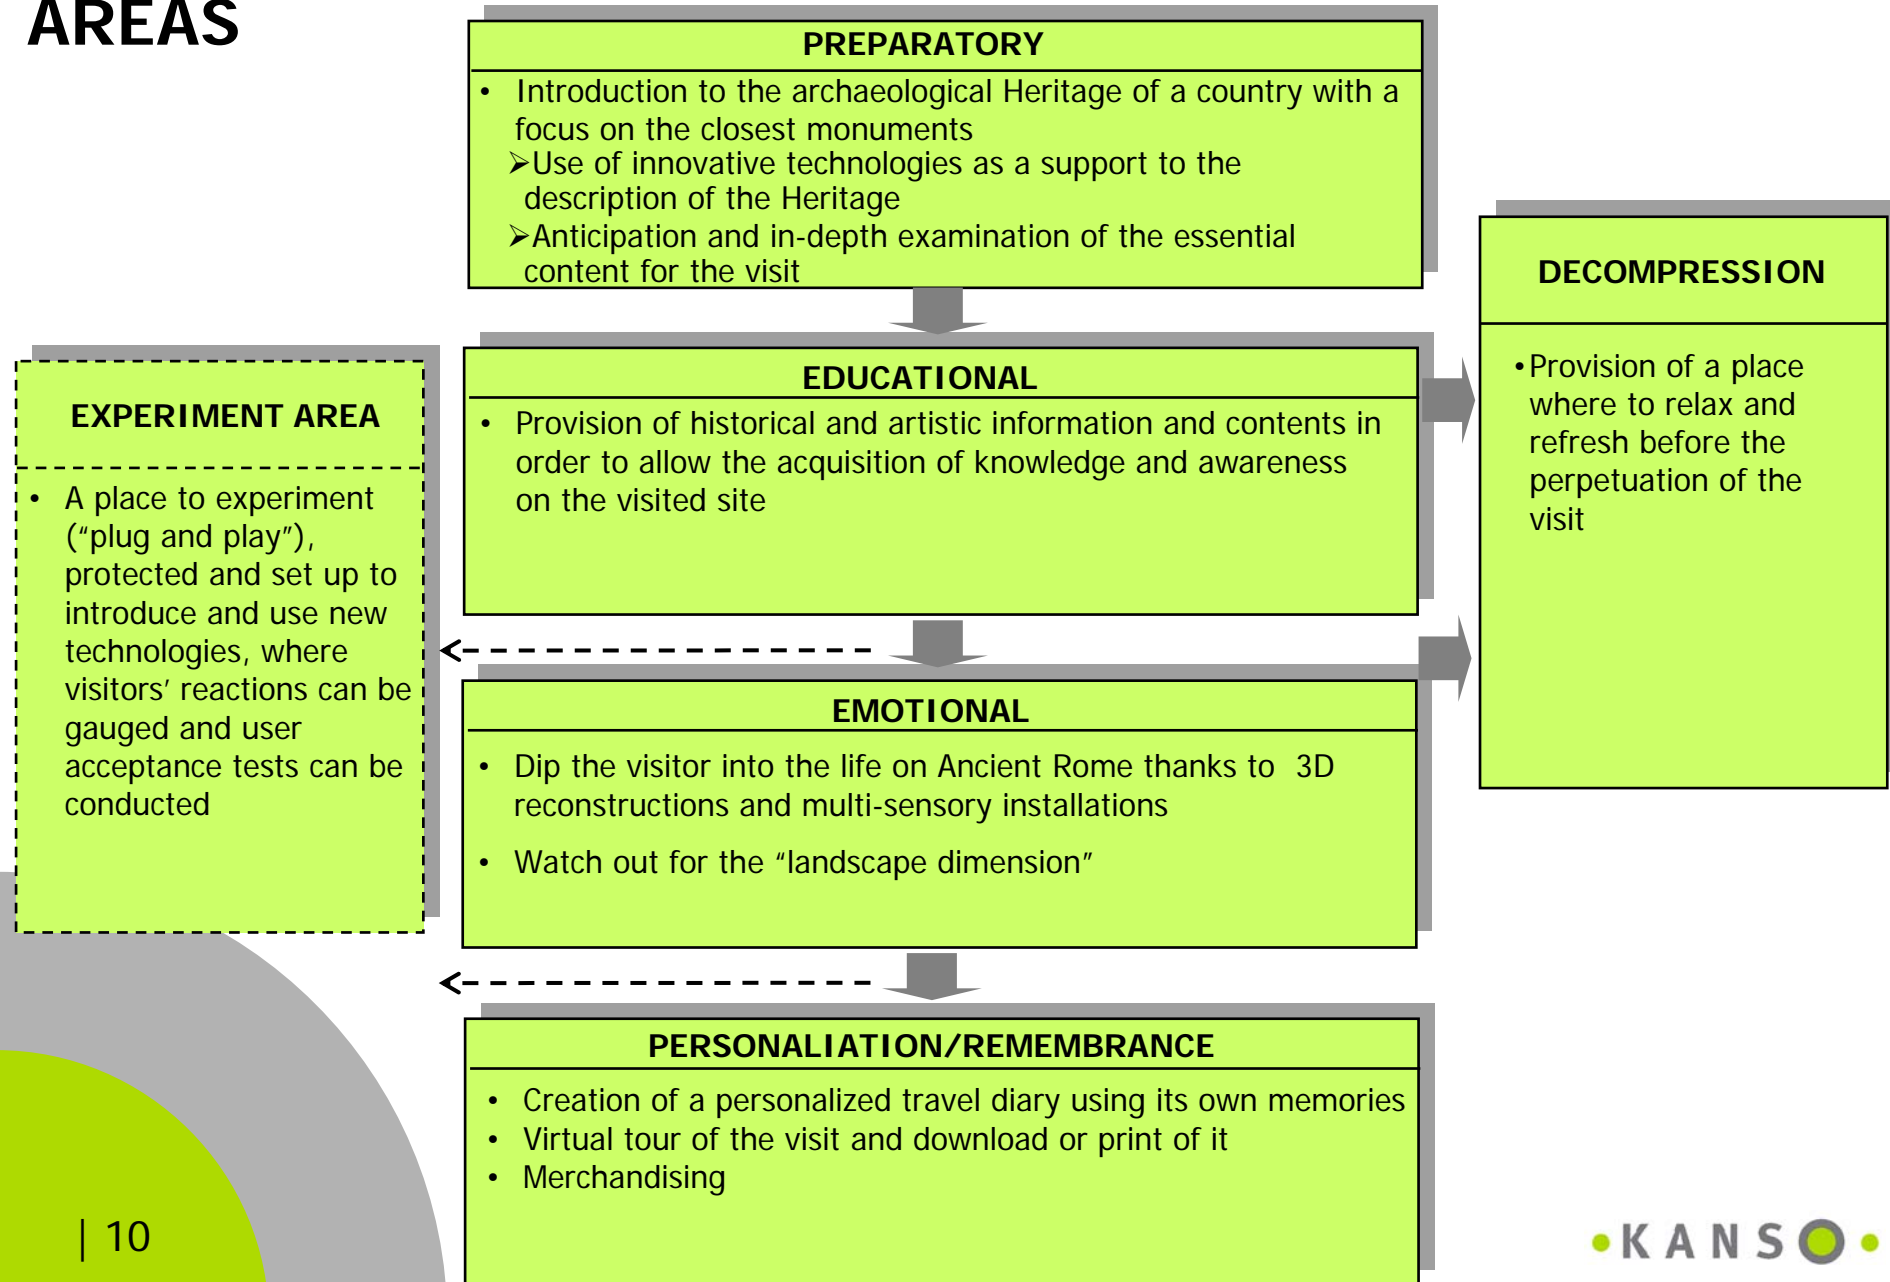 AREAS
PREPARATORY
• Introduction to the archaeological Heritage of a country with a
focus on the closest monuments
➢Use of innovative technologies as a support to the
description of the Heritage
➢Anticipation and in-depth examination of the essential
content for the visit
DECOMPRESSION
•Provision of a place
where to relax and
refresh before the
perpetuation of the
visit
EDUCATIONAL
• Provision of historical and artistic information and contents in
order to allow the acquisition of knowledge and awareness
on the visited site
EXPERIMENT AREA
• A place to experiment
(“plug and play”),
protected and set up to
introduce and use new
technologies, where
visitors’ reactions can be
gauged and user
acceptance tests can be
conducted
EMOTIONAL
• Dip the visitor into the life on Ancient Rome thanks to 3D
reconstructions and multi-sensory installations
• Watch out for the “landscape dimension”
PERSONALIATION/REMEMBRANCE
• Creation of a personalized travel diary using its own memories
• Virtual tour of the visit and download or print of it
• Merchandising
| 10
KANSO